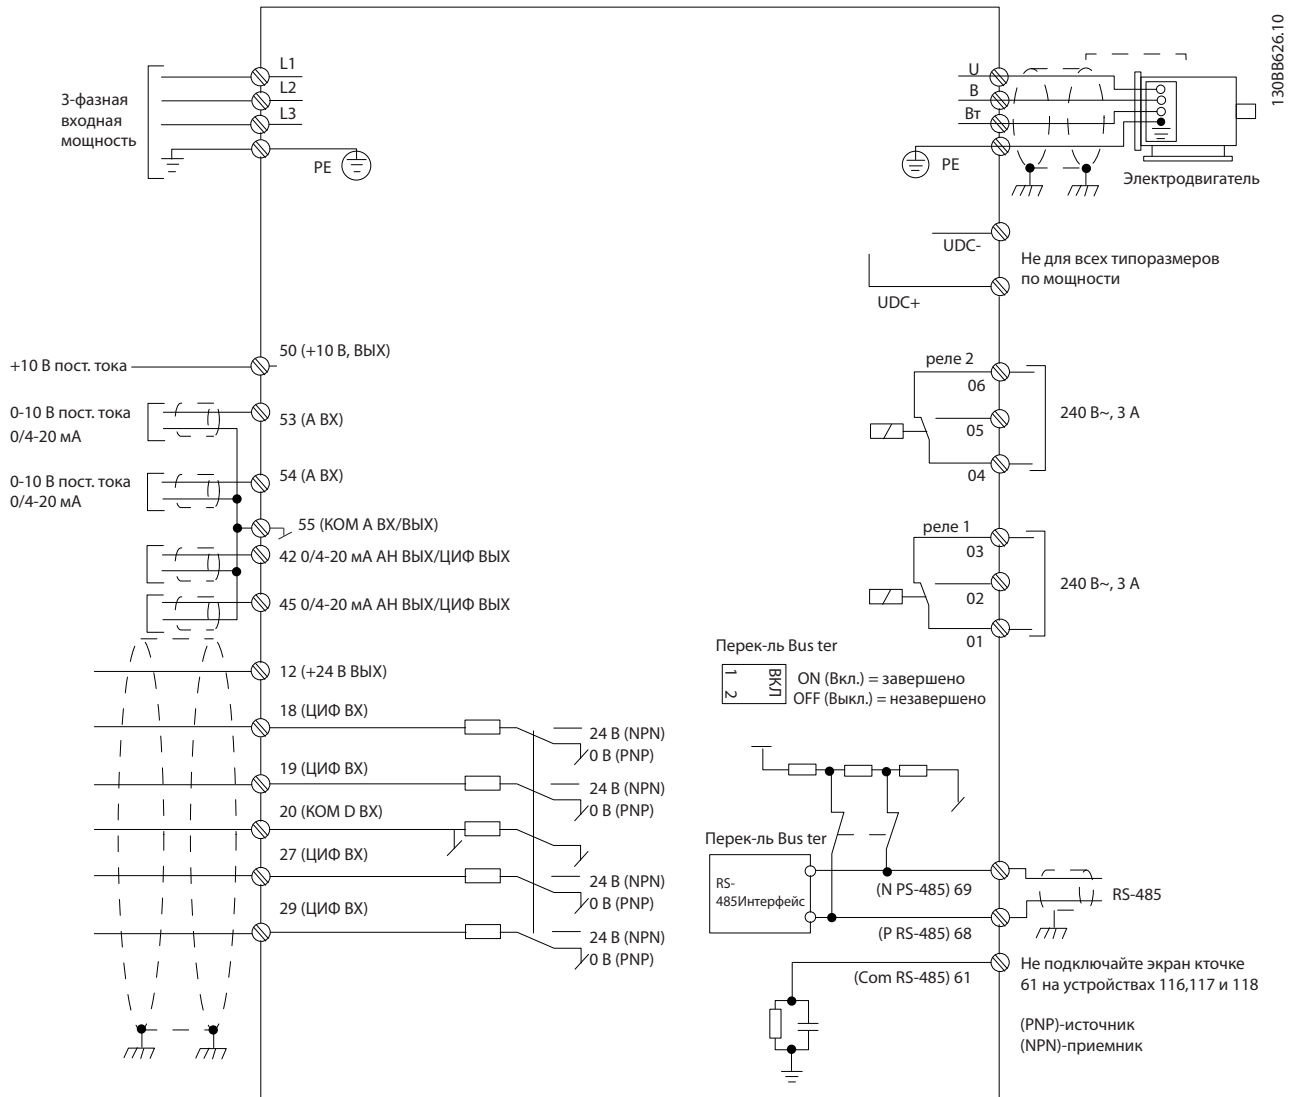 130BB626.10
3-фазная
входная
мощность
L1
L2
L3
PE
U
В
Вт
PE
Электродвигатель
UDC-
UDC+
Не для всех типоразмеров
по мощности
+10 В пост. тока
50 (+10 В, ВЫХ)
0-10 В пост. тока
0/4-20 мА
53 (А ВХ)
0-10 В пост. тока
0/4-20 мА
54 (А ВХ)
55 (КОМ А ВХ/ВЫХ)
42 0/4-20 мА АН ВЫХ/ЦИФ ВЫХ
45 0/4-20 мА АН ВЫХ/ЦИФ ВЫХ
12 (+24 В ВЫХ)
18 (ЦИФ ВХ)
24 В (NPN)
0 В (PNP)
19 (ЦИФ ВХ)
24 В (NPN)
0 В (PNP)
20 (КОМ D ВХ)
27 (ЦИФ ВХ)
24 В (NPN)
0 В (PNP)
29 (ЦИФ ВХ)
24 В (NPN)
0 В (PNP)
реле 2
06
05
04
240 В~, 3 А
реле 1
03
02
01
240 В~, 3 А
Перек-ль Bus ter
1
2
ВКЛ
ON (Вкл.) = завершено
OFF (Выкл.) = незавершено
Перек-ль Bus ter
RS-
485Интерфейс
(N PS-485) 69
(P RS-485) 68
RS-485
(Com RS-485) 61
Не подключайте экран кточке
61 на устройствах 116,117 и 118
(PNP)-источник
(NPN)-приемник